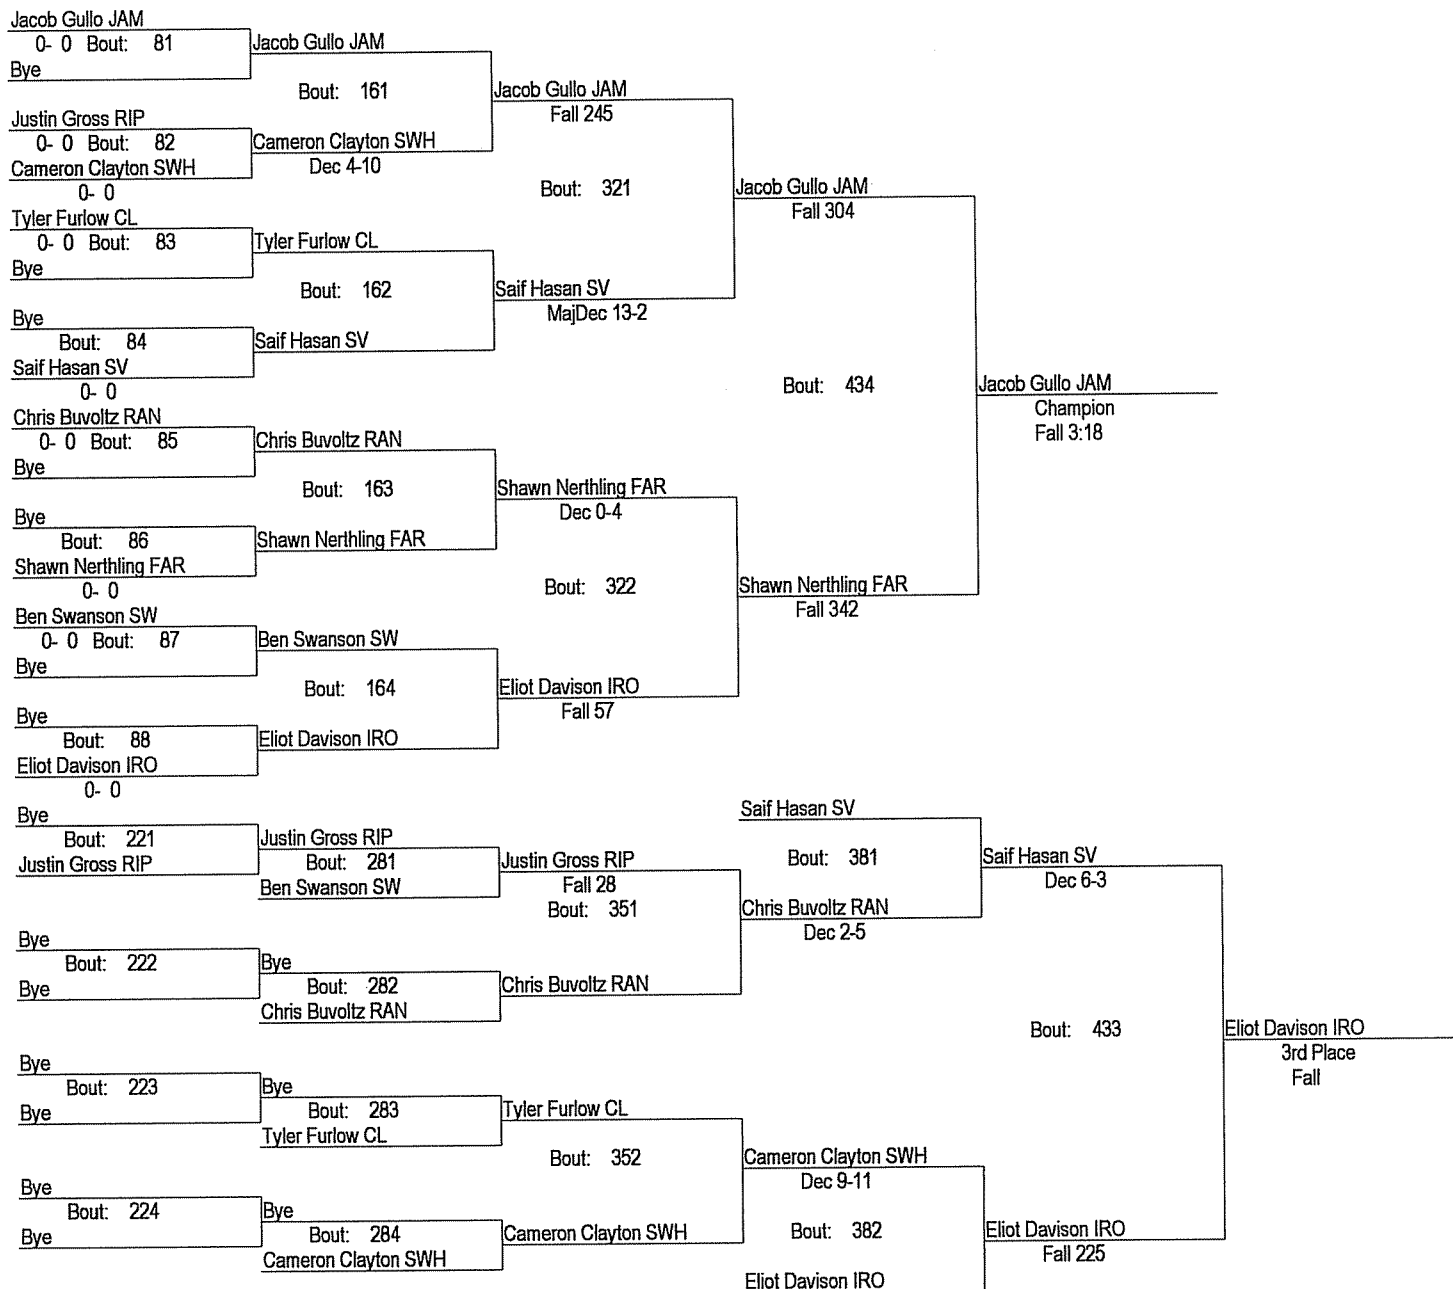 Jacob Gullo JAM
0- 0 Bout: 81
Bye
Jacob Gullo JAM
Bout: 161
Justin Gross RIP
0- 0 Bout: 82
Cameron Clayton SWH
0- 0
Cameron Clayton SWH
Dec 4-10
Jacob Gullo JAM
Fall 245
Bout: 321
Tyler Furlow CL
0- 0 Bout: 83
Bye
Tyler Furlow CL
Bout: 162
Bye
Bout: 84
Saif Hasan SV
0- 0
Saif Hasan SV
Saif Hasan SV
MajDec 13-2
Jacob Gullo JAM
Fall 304
Bout: 434
Chris Buvoltz RAN
0- 0 Bout: 85
Bye
Chris Buvoltz RAN
Bout: 163
Bye
Bout: 86
Shawn Nerthling FAR
0- 0
Shawn Nerthling FAR
Shawn Nerthling FAR
Dec 0-4
Bout: 322
Ben Swanson SW
0- 0 Bout: 87
Bye
Ben Swanson SW
Bout: 164
Bye
Bout: 88
Eliot Davison IRO
0- 0
Eliot Davison IRO
Eliot Davison IRO
Fall 57
Shawn Nerthling FAR
Fall 342
Jacob Gullo JAM
Champion
Fall 3:18
Bye
Bout: 221
Justin Gross RIP
Justin Gross RIP
Bout: 281
Ben Swanson SW
Justin Gross RIP
Fall 28
Bout: 351
Bye
Bout: 222
Bye
Bye
Bout: 282
Chris Buvoltz RAN
Chris Buvoltz RAN
Saif Hasan SV
Bout: 381
Chris Buvoltz RAN
Dec 2-5
Saif Hasan SV
Dec 6-3
Bout: 433
Bye
Bout: 223
Bye
Bye
Bout: 283
Tyler Furlow CL
Tyler Furlow CL
Bout: 352
Bye
Bout: 224
Bye
Bye
Bout: 284
Cameron Clayton SWH
Cameron Clayton SWH
Cameron Clayton SWH
Dec 9-11
Bout: 382
Eliot Davison IRO
Eliot Davison IRO
Fall 225
Eliot Davison IRO
3rd Place
Fall